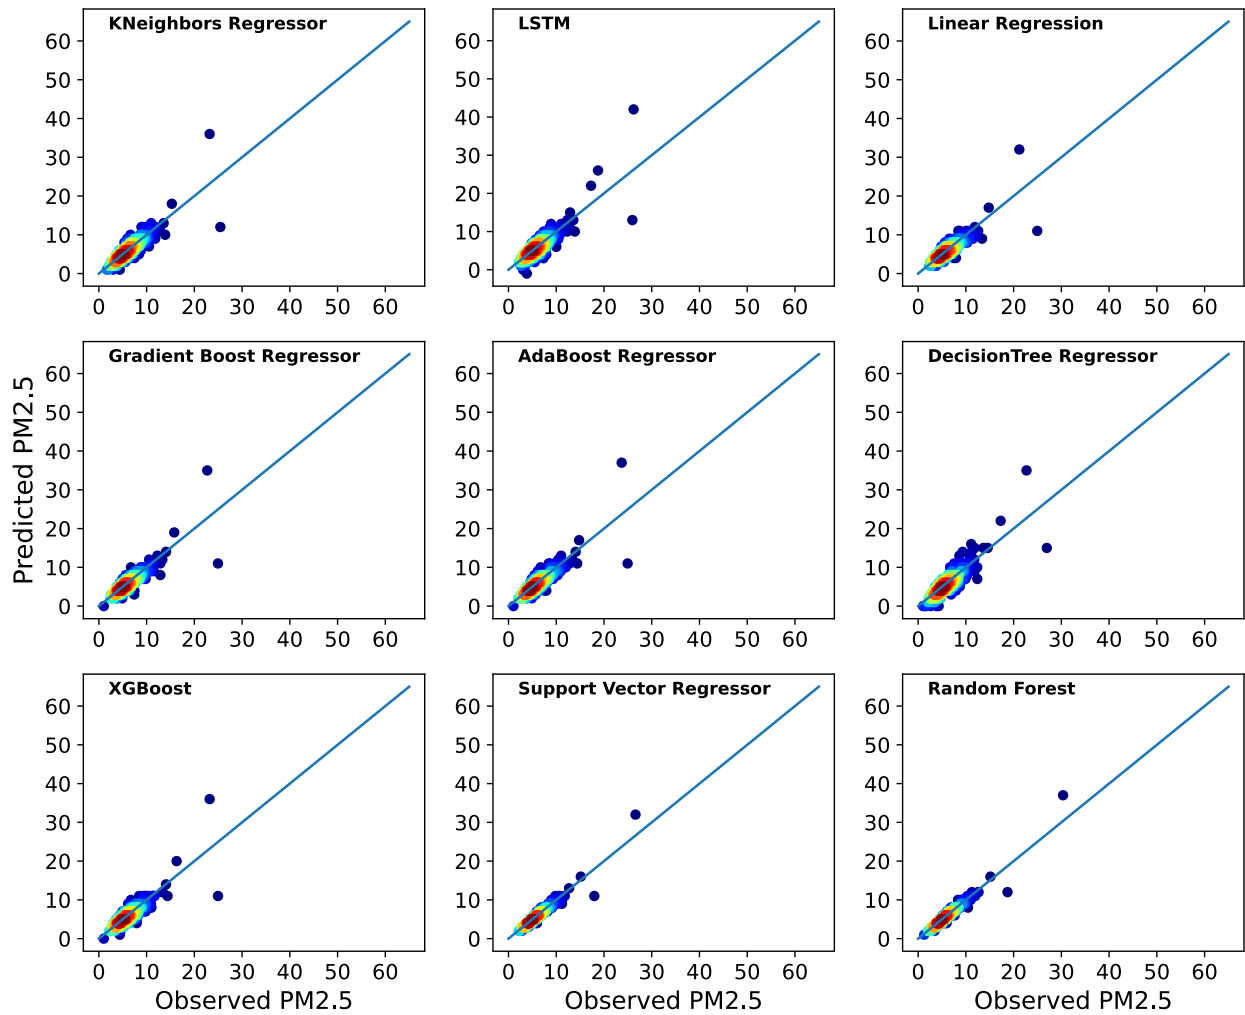 KNeighbors Regressor
60
50
40
30
20
10
0
0 10 20 30 40 50 60
LSTM
60
50
40
30
20
10
0
0 10 20 30 40 50 60
Linear Regression
60
50
40
30
20
10
0
0 10 20 30 40 50 60
Predicted PM2.5
Gradient Boost Regressor
60
50
40
30
20
10
0
0 10 20 30 40 50 60
AdaBoost Regressor
60
50
40
30
20
10
0
0 10 20 30 40 50 60
DecisionTree Regressor
60
50
40
30
20
10
0
0 10 20 30 40 50 60
XGBoost
60
50
40
30
20
10
0
0 10 20 30 40 50 60
Observed PM2.5
Support Vector Regressor
60
50
40
30
20
10
0
0 10 20 30 40 50 60
Observed PM2.5
Random Forest
60
50
40
30
20
10
0
0 10 20 30 40 50 60
Observed PM2.5